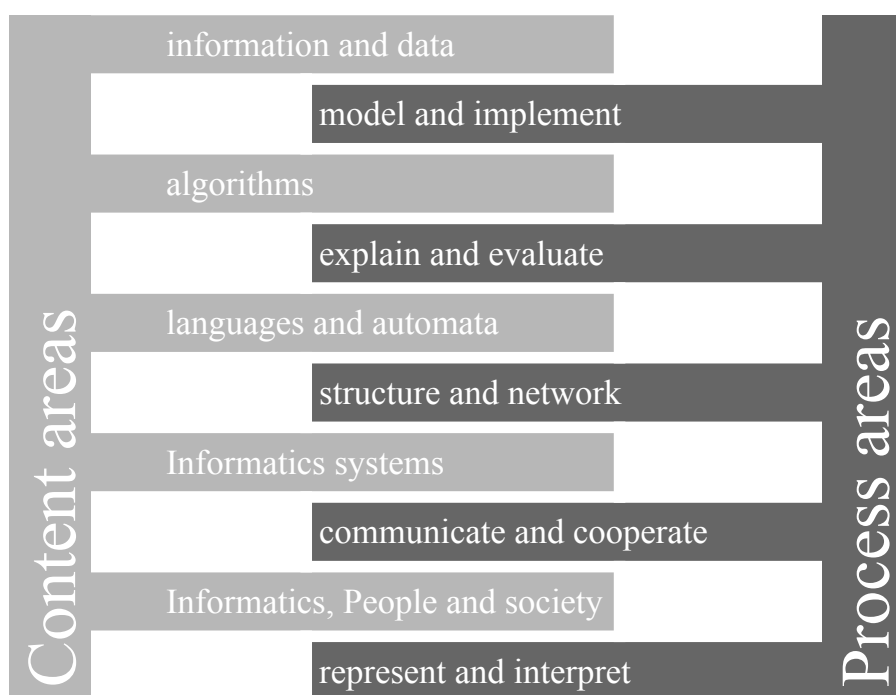 Content areas
information and data
model and implement
algorithms
explain and evaluate
languages and automata
structure and network
Informatics systems
communicate and cooperate
Informatics, People and society
represent and interpret
Process areas